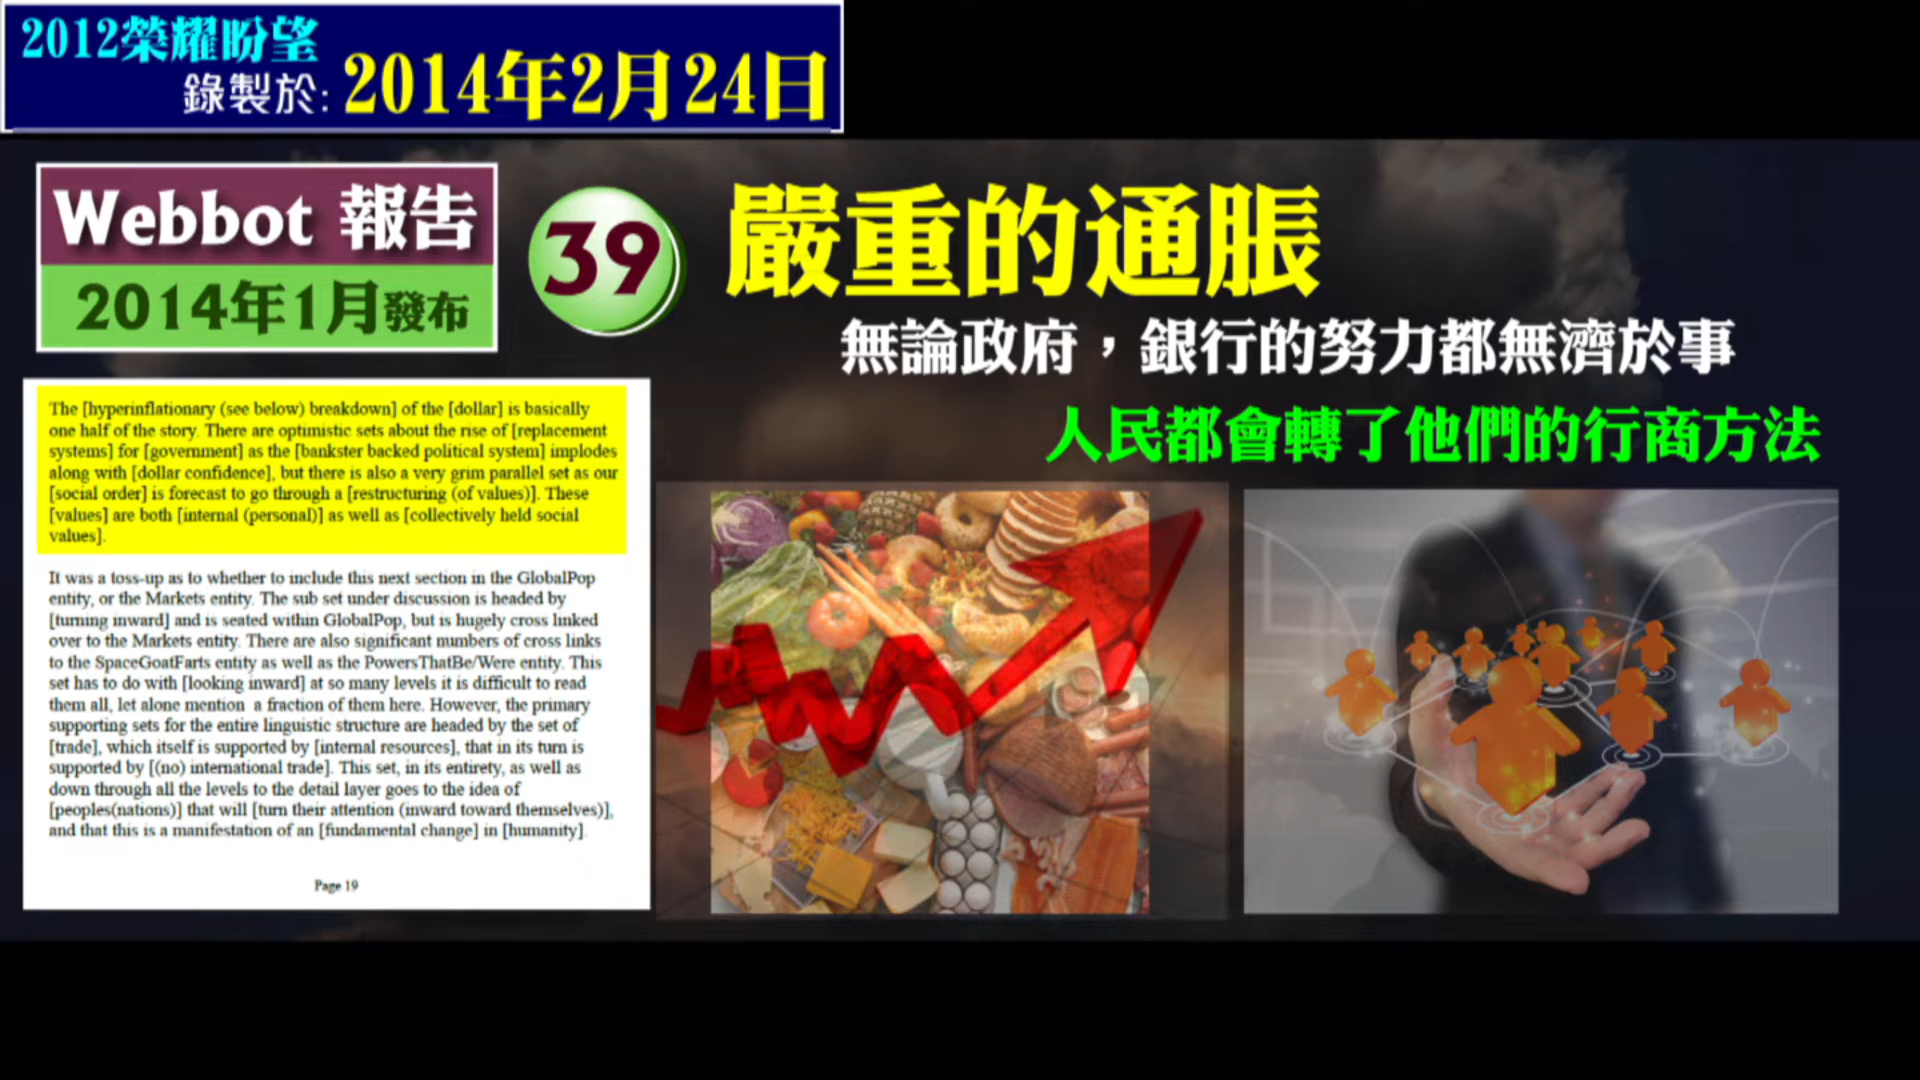 2012榮耀盼望
錄製於: 2014年2月24日
Webbot 報告
2014年1月發布
39
嚴重的通脹
無論政府，銀行的努力都無濟於事
人民都會轉了他們的行商方法
The [hyperinflationary (see below) breakdown] of the [dollar] is basically
one half of the story. There are optimistic sets about the rise of [replacement
systems] for [government] as the [bankster backed political system] implodes
along with [dollar confidence], but there is also a very grim parallel set as our
[social order] is forecast to go through a [restructuring (of values)]. These
[values] are both [internal (personal)] as well as [collectively held social
values].
It was a toss-up as to whether to include this next section in the GlobalPop
entity, or the Markets entity. The sub set under discussion is headed by
[turning inward] and is seated within GlobalPop, but is hugely cross linked
over to the Markets entity. There are also significant numbers of cross links
to the SpaceGoatFarts entity as well as the PowersThatBe/Were entity. This
set has to do with [looking inward] at so many levels it is difficult to read
them all, let alone mention a fraction of them here. However, the primary
supporting sets for the entire linguistic structure are headed by the set of
[trade], which itself is supported by [internal resources], that in its turn is
supported by [(no) international trade]. This set, in its entirety, as well as
down through all the levels to the detail layer goes to the idea of
[peoples(nations)] that will [turn their attention (inward toward themselves)],
and that this is a manifestation of an [fundamental change] in [humanity].
Page 19